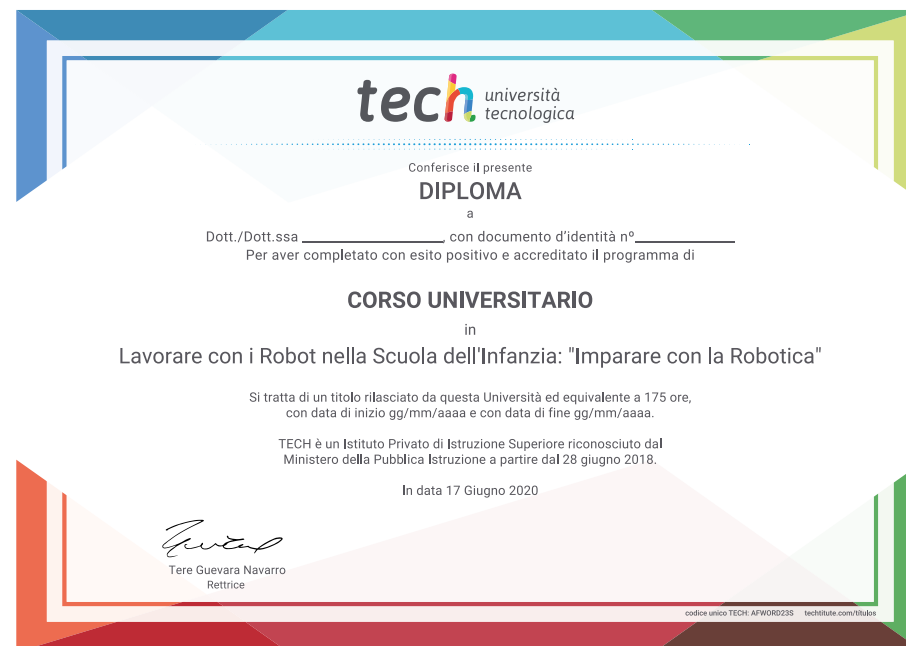 tech università
tecnologica
Conferisce il presente
DIPLOMA
a
Dott./Dott.ssa ________________, con documento d'identità nº____________
Per aver completato con esito positivo e accreditato il programma di
CORSO UNIVERSITARIO
in
Lavorare con i Robot nella Scuola dell'Infanzia: "Imparare con la Robotica"
Si tratta di un titolo rilasciato da questa Università ed equivalente a 175 ore,
con data di inizio gg/mm/aaaa e con data di fine gg/mm/aaaa.
TECH è un Istituto Privato di Istruzione Superiore riconosciuto dal
Ministero della Pubblica Istruzione a partire dal 28 giugno 2018.
In data 17 Giugno 2020
Tere Guevara Navarro
Rettrice
codice unico TECH: AFWORD23S techtitute.com/títulos